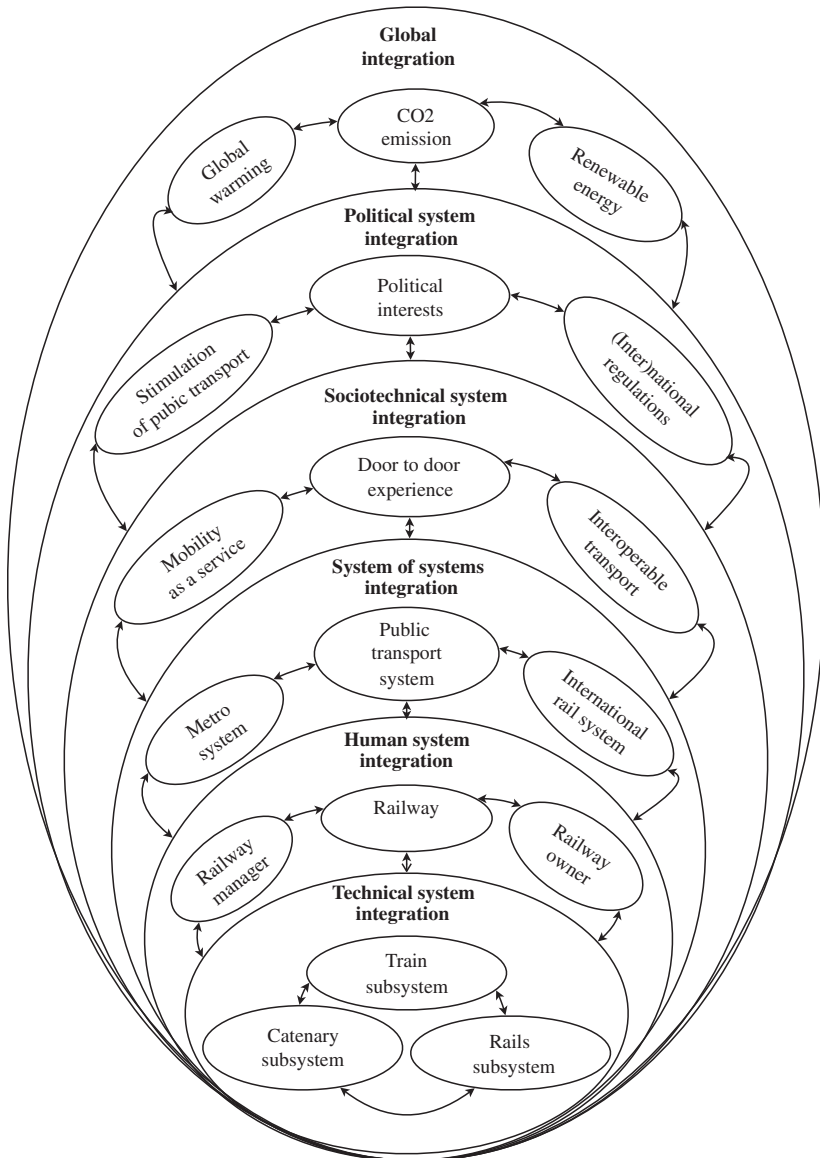 Global
integration
CO2
emission
Global
warming
Renewable
energy
Political system
integration
Political
interests
Stimulation
of pubic transport
(Inter)national
regulations
Sociotechnical system
integration
Door to door
experience
Mobility
as a service
Interoperable
transport
System of systems
integration
Public
transport
system
Metro
system
International
rail system
Human system
integration
Railway
Railway
manager
Railway
owner
Technical system
integration
Train
subsystem
Catenary
subsystem
Rails
subsystem